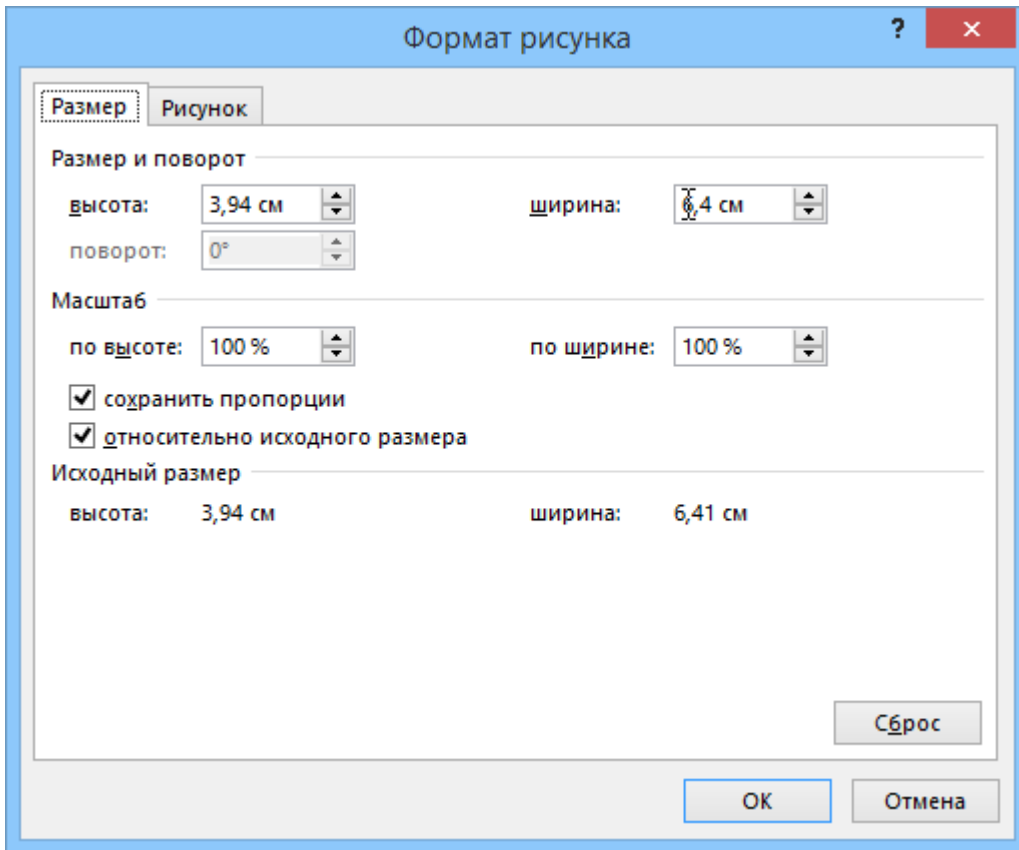 Формат рисунка ?
Размер Рисунок
Размер и поворот
высота: 3,94 см ширина: 6,4 см
поворот: 0°
Масштаб
по высоте: 100 % по ширине: 100 %
сохранить пропорции
относительно исходного размера
Исходный размер
высота: 3,94 см ширина: 6,41 см
Сброс
ОК Отмена